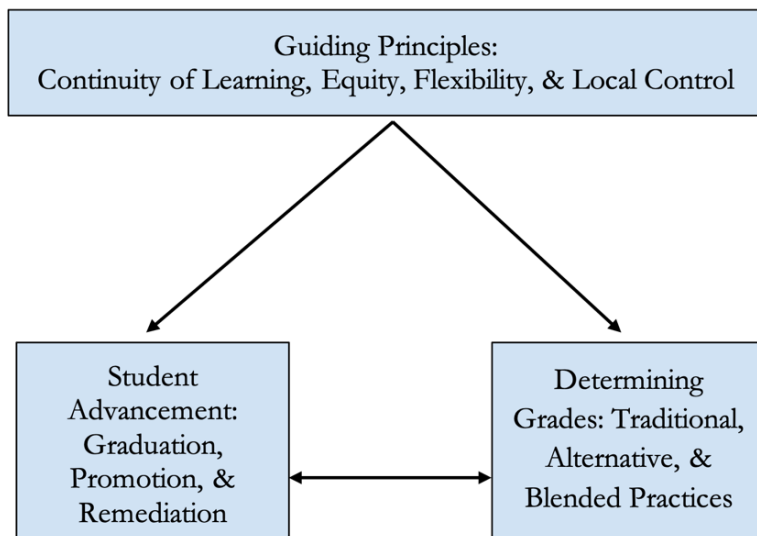 Guiding Principles:
Continuity of Learning, Equity, Flexibility, & Local Control
Student
Advancement:
Graduation,
Promotion, &
Remediation
Determining
Grades: Traditional,
Alternative, &
Blended Practices